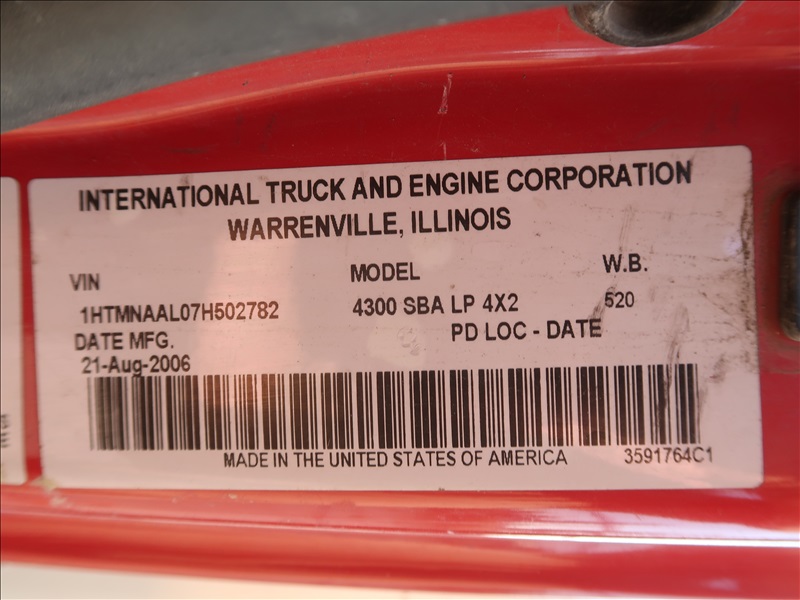 INTERNATIONAL TRUCK AND ENGINE CORPORATION
WARRENVILLE, ILLINOIS
VIN MODEL W.B.
1HTMNAAL07H502782 4300 SBA LP 4X2 520
DATE MFG. PD LOC - DATE
21-Aug-2006
MADE IN THE UNITED STATES OF AMERICA 3591764C1